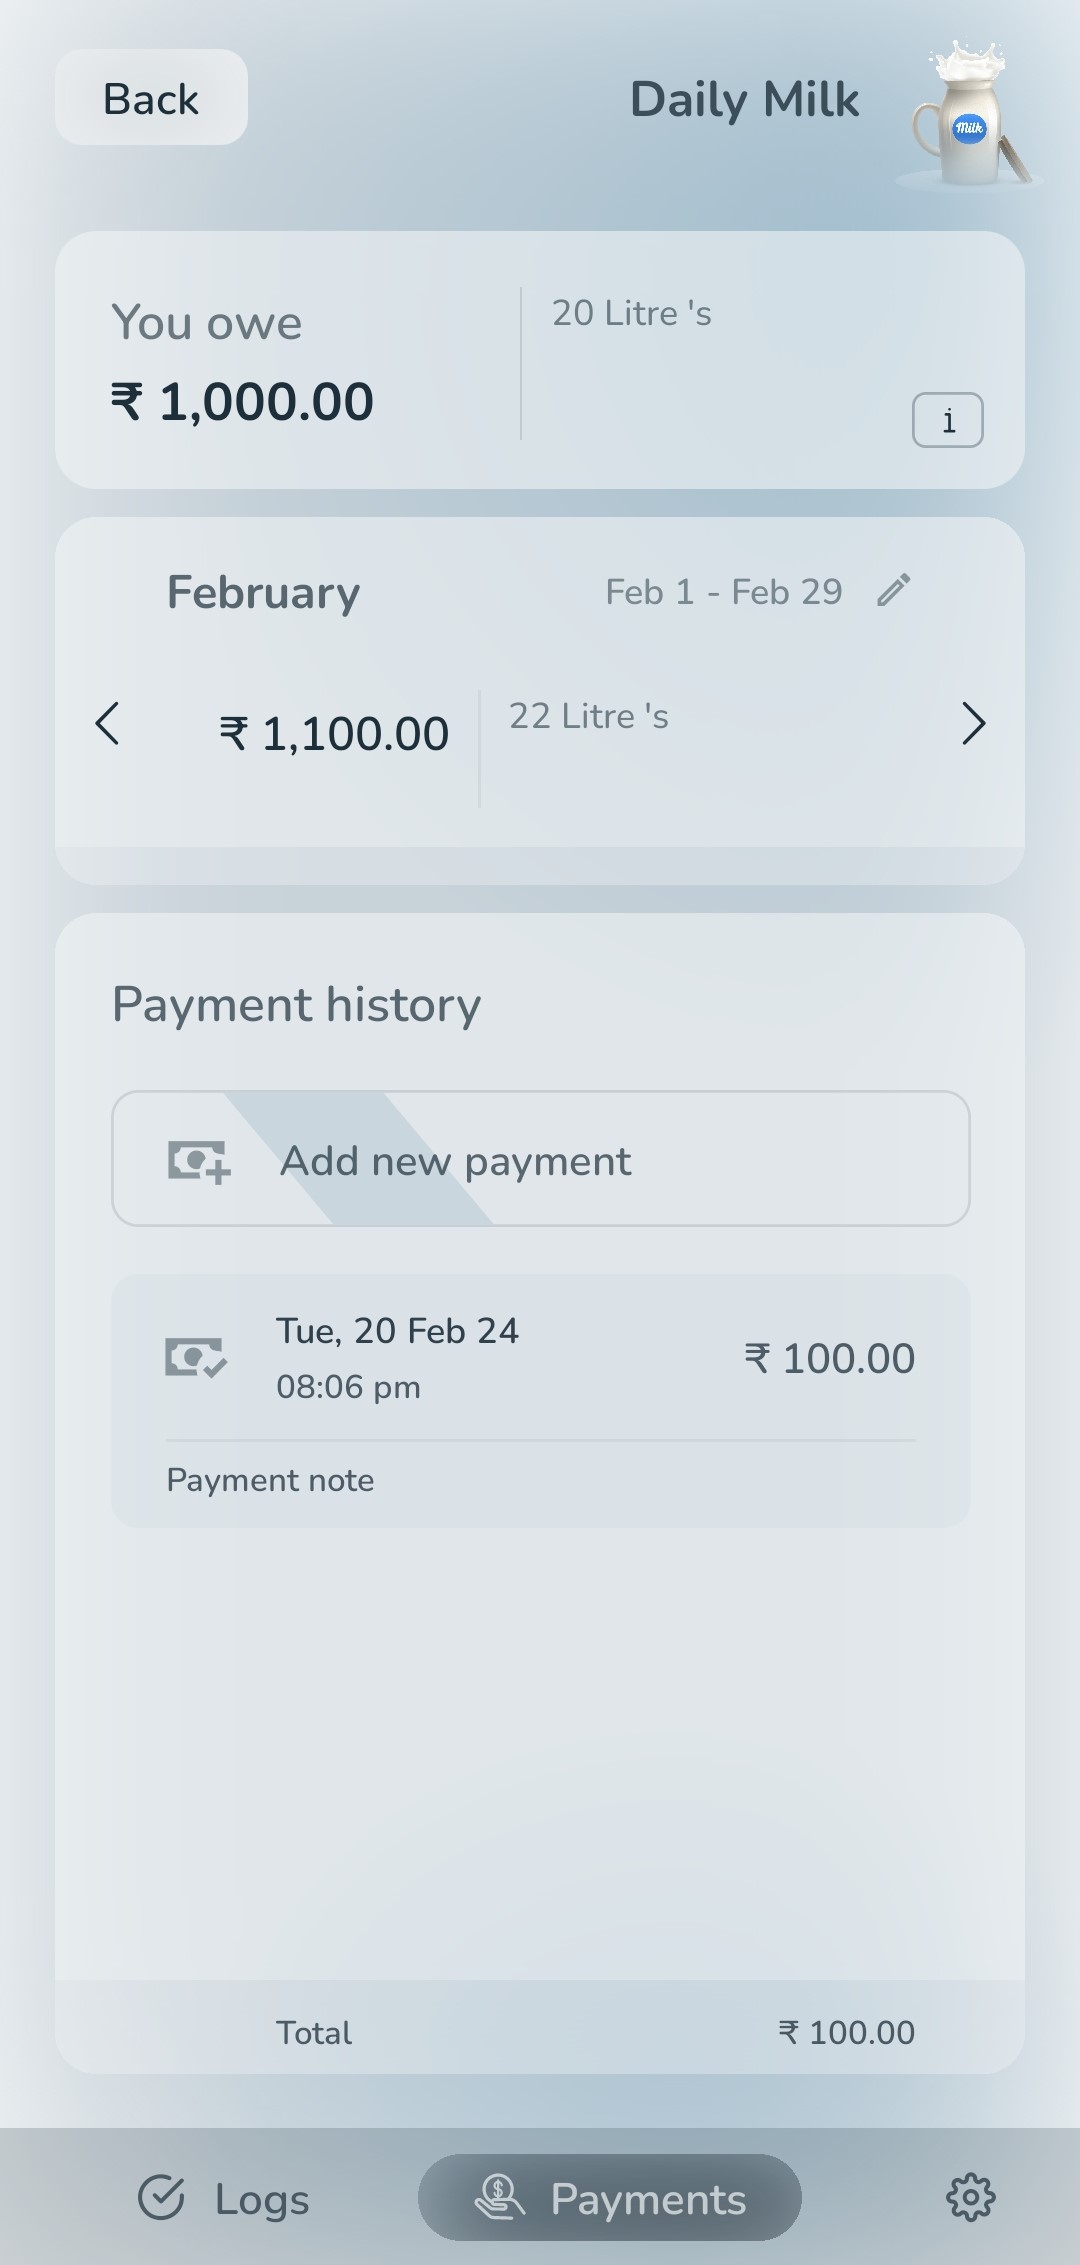 Back
Daily Milk
Milk
You owe
₹ 1,000.00
20 Litre 's
i
February
Feb 1 - Feb 29
₹ 1,100.00
22 Litre 's
Payment history
Add new payment
Tue, 20 Feb 24
08:06 pm
₹ 100.00
Payment note
Total
₹ 100.00
Logs
Payments